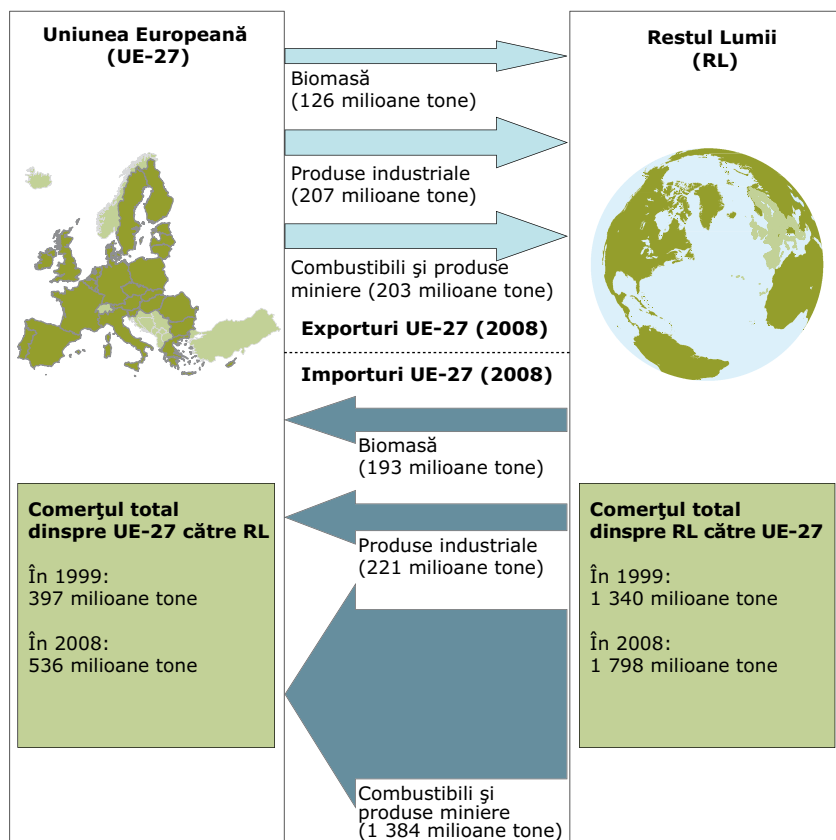 Uniunea Europeană
(UE-27)
Biomasă
(126 milioane tone)
Produse industriale
(207 milioane tone)
Combustibili şi produse
miniere (203 milioane tone)
Exporturi UE-27 (2008)
Restul Lumii
(RL)
Importuri UE-27 (2008)
Biomasă
(193 milioane tone)
Produse industriale
(221 milioane tone)
Combustibili şi
produse miniere
(1 384 milioane tone)
Comerţul total
dinspre UE-27 către RL
În 1999:
397 milioane tone
În 2008:
536 milioane tone
Comerţul total
dinspre RL către UE-27
În 1999:
1 340 milioane tone
În 2008:
1 798 milioane tone